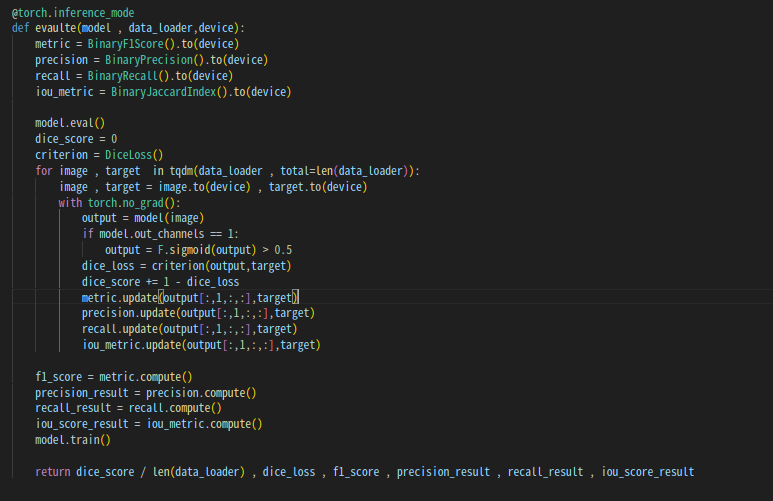 @torch.inference_mode
def evaulte(model , data_loader,device):
metric = BinaryF1Score().to(device)
precision = BinaryPrecision().to(device)
recall = BinaryRecall().to(device)
iou_metric = BinaryJaccardIndex().to(device)
model.eval()
dice_score = 0
criterion = DiceLoss()
for image , target  in tqdm(data_loader , total=len(data_loader)):
image , target = image.to(device) , target.to(device)
with torch.no_grad():
output = model(image)
if model.out_channels == 1:
output = F.sigmoid(output) > 0.5
dice_loss = criterion(output,target)
dice_score += 1 - dice_loss
metric.update(output[:,1,:,:],target)
precision.update(output[:,1,:,:],target)
recall.update(output[:,1,:,:],target)
iou_metric.update(output[:,1,:,:],target)
f1_score = metric.compute()
precision_result = precision.compute()
recall_result = recall.compute()
iou_score_result = iou_metric.compute()
model.train()
return dice_score / len(data_loader) , dice_loss , f1_score , precision_result , recall_result , iou_score_result